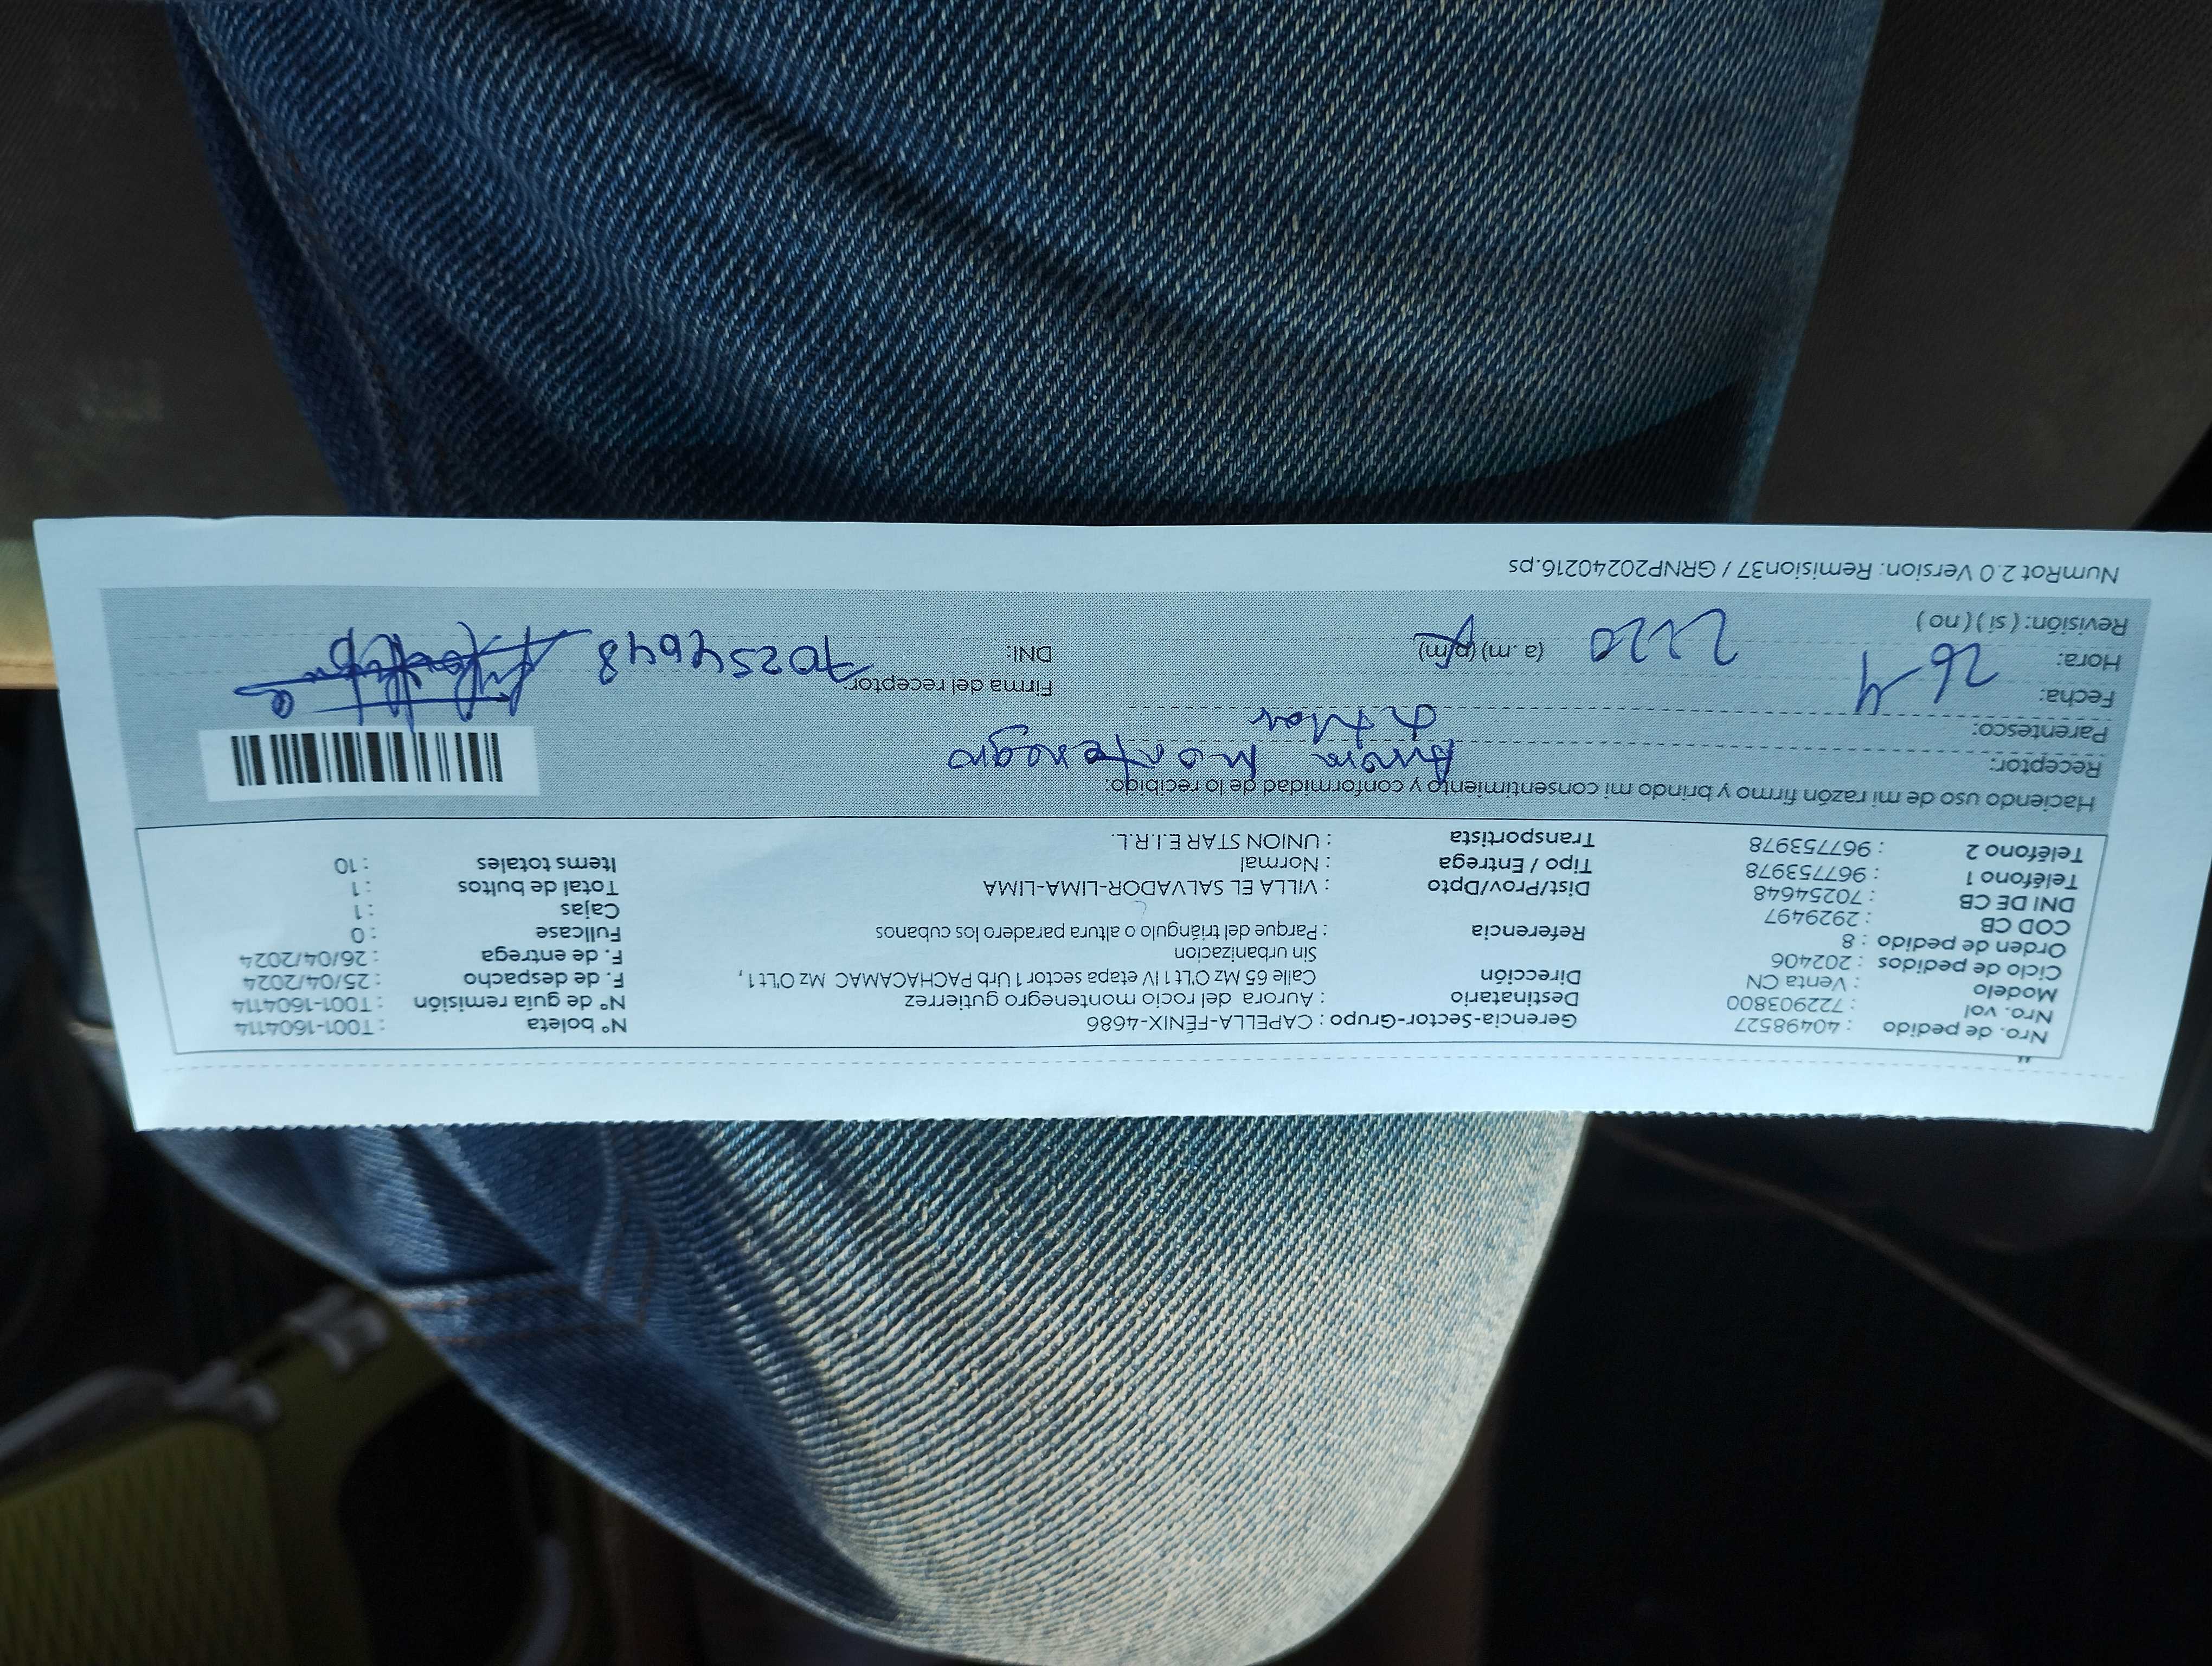 Nro. de pedido : 40498527 Gerencia-Sector-Grupo : CAPELLA-FÉNIX-4686 N° boleta : T001-1604114
Nro. vol : 722903800 Destinatario : Aurora del rocio montenegro gutierrez N° de guía remisión : T001-1604114
Modelo : Venta CN Dirección Calle 65 Mz O'Lt 1 IV etapa sector 1 Urb PACHACAMAC Mz O'Lt 1, F. de despacho : 25/04/2024
Ciclo de pedidos : 202406 Sin urbanizacion F. de entrega : 26/04/2024
Orden de pedido : 8 Referencia : Parque del triángulo o altura paradero los cubanos Fullcase : 0
COD CB : 2929497 Cajas : 1
DNI DE CB : 70254648 Dist/Prov/Dpto : VILLA EL SALVADOR-LIMA-LIMA Total de bultos : 1
Teléfono 1 : 967753978 Tipo / Entrega : Normal Items totales : 10
Teléfono 2 : 967753978 Transportista : UNION STAR E.I.R.L.
Haciendo uso de mi razón firmo y brindo mi consentimiento y conformidad de lo recibido:
Receptor: Aurora Montenegro
Parentesco: titular
Fecha: 26-4 Firma del receptor:
Hora: 2220 (a. m) (p/m) DNI: 70254648
Revisión: ( si ) ( no )
NumRot 2.0 Version: Remision37 / GRNP20240216.ps